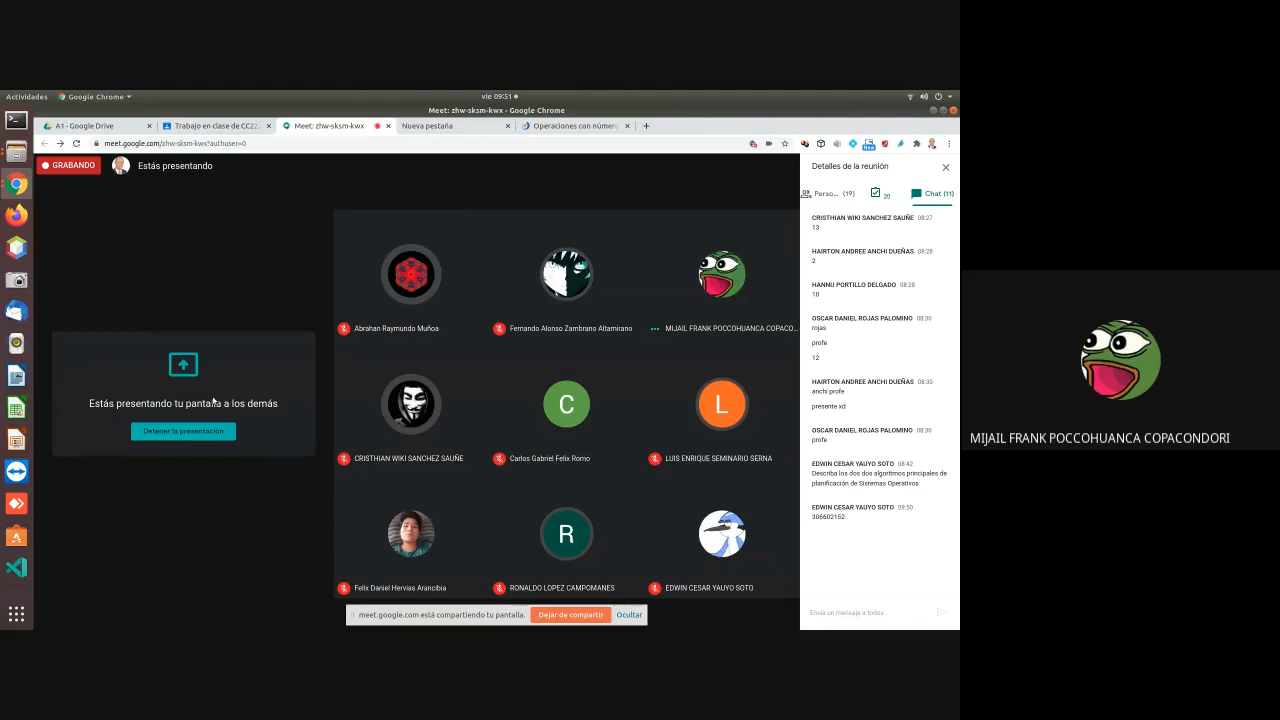 Actividades
Google Chrome
vie 09:51
Meet: zhw-sksm-kwx - Google Chrome
A1 - Google Drive
Trabajo en clase de CC22
Meet: zhw-sksm-kwx
Nueva pestaña
Operaciones con númer
meet.google.com/zhw-sksm-kwx?authuser=0
New
GRABANDO
Estás presentando
Detalles de la reunión
Perso... (19)
20
Chat (11)
Estás presentando tu pantalla a los demás
Detener la presentación
Abrahan Raymundo Muñoa
Fernando Alonso Zambrano Altamirano
MIJAIL FRANK POCCOHUANCA COPACO...
CRISTHIAN WIKI SANCHEZ SAUÑE
C
Carlos Gabriel Felix Romo
L
LUIS ENRIQUE SEMINARIO SERNA
Felix Daniel Hervias Arancibia
R
RONALDO LOPEZ CAMPOMANES
EDWIN CESAR YAUYO SOTO
meet.google.com está compartiendo tu pantalla.
Dejar de compartir
Ocultar
CRISTHIAN WIKI SANCHEZ SAUÑE 08:27
13
HAIRTON ANDREE ANCHI DUEÑAS 08:28
2
HANNU PORTILLO DELGADO 08:28
10
OSCAR DANIEL ROJAS PALOMINO 08:30
rojas
profe
12
HAIRTON ANDREE ANCHI DUEÑAS 08:30
anchi profe
presente xd
OSCAR DANIEL ROJAS PALOMINO 08:30
profe
EDWIN CESAR YAUYO SOTO 08:42
Describa los dos dos algoritmos principales de
planificación de Sistemas Operativos
EDWIN CESAR YAUYO SOTO 09:50
306602152
Envía un mensaje a todos
MIJAIL FRANK POCCOHUANCA COPACONDORI